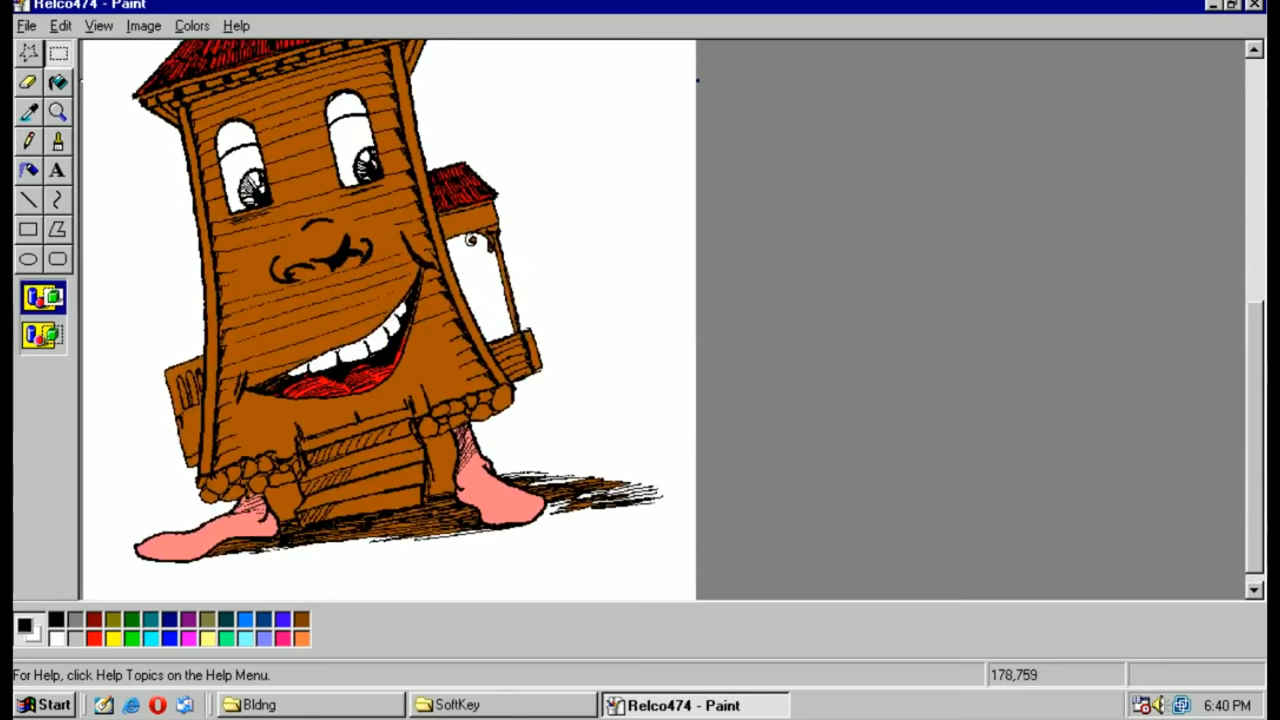 Relco474 - Paint
File Edit View Image Colors Help
A
For Help, click Help Topics on the Help Menu.
178,759
Start
Bldng
SoftKey
Relco474 - Paint
6:40 PM